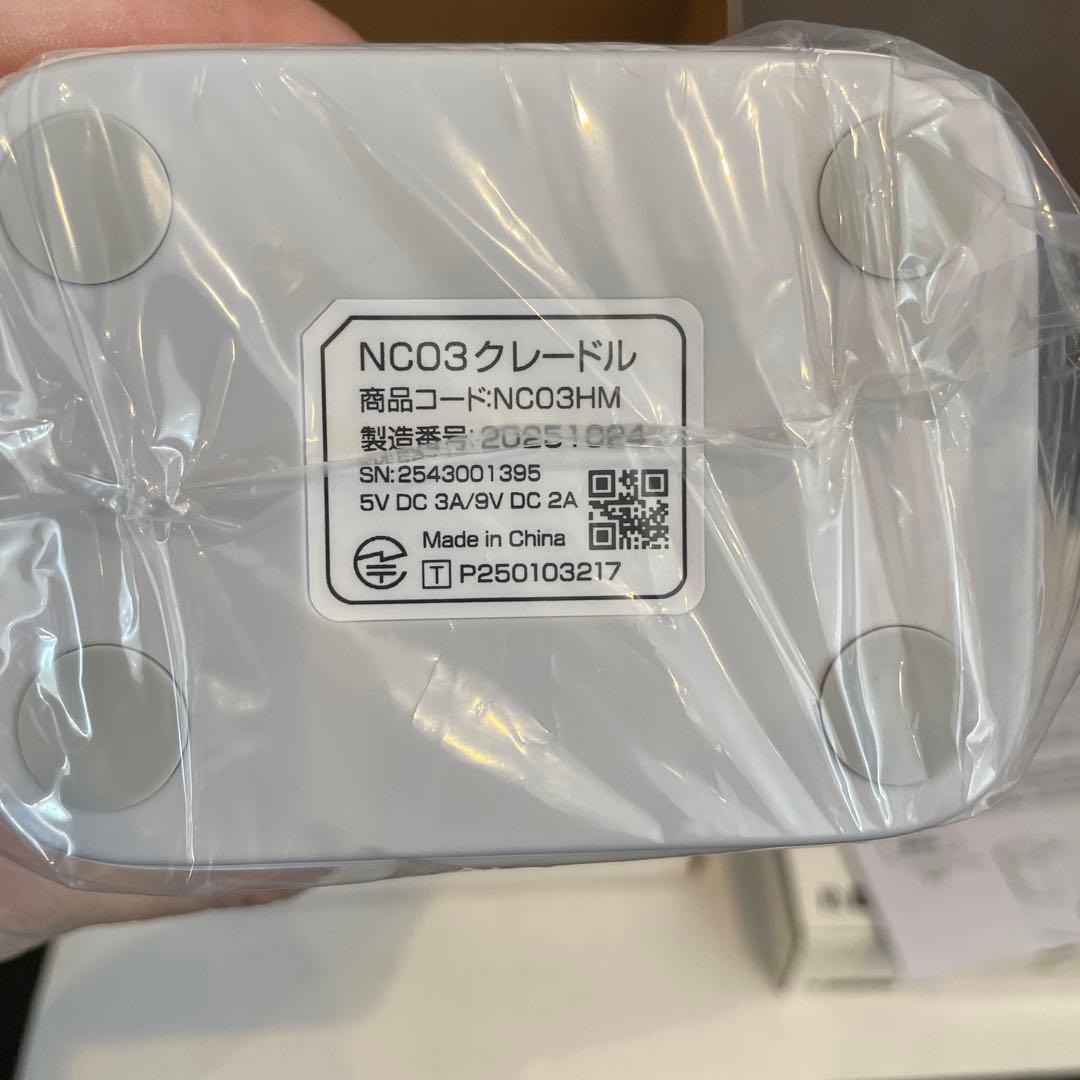 NC03クレードル
商品コード:NC03HM
製造番号: 20251024
SN:2543001395
5V DC 3A/9V DC 2A
Made in China
T P250103217